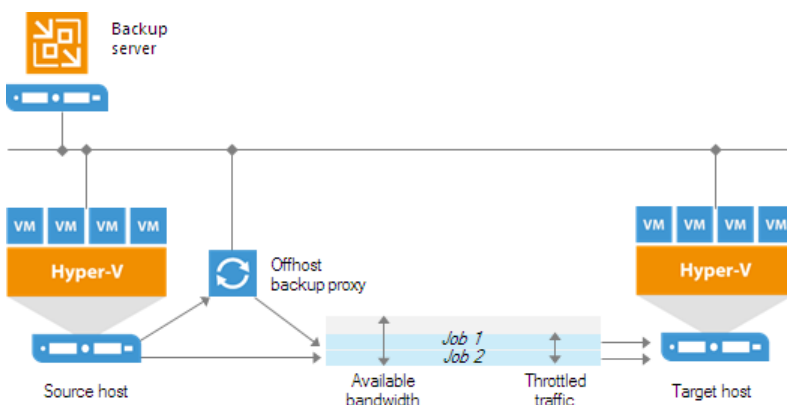 Backup
server
VM VM VM VM
Hyper-V
VM VM VM VM
Hyper-V
Offhost
backup proxy
Job 1
Job 2
Source host
Available
bandwidth
Throttled
traffic
Target host